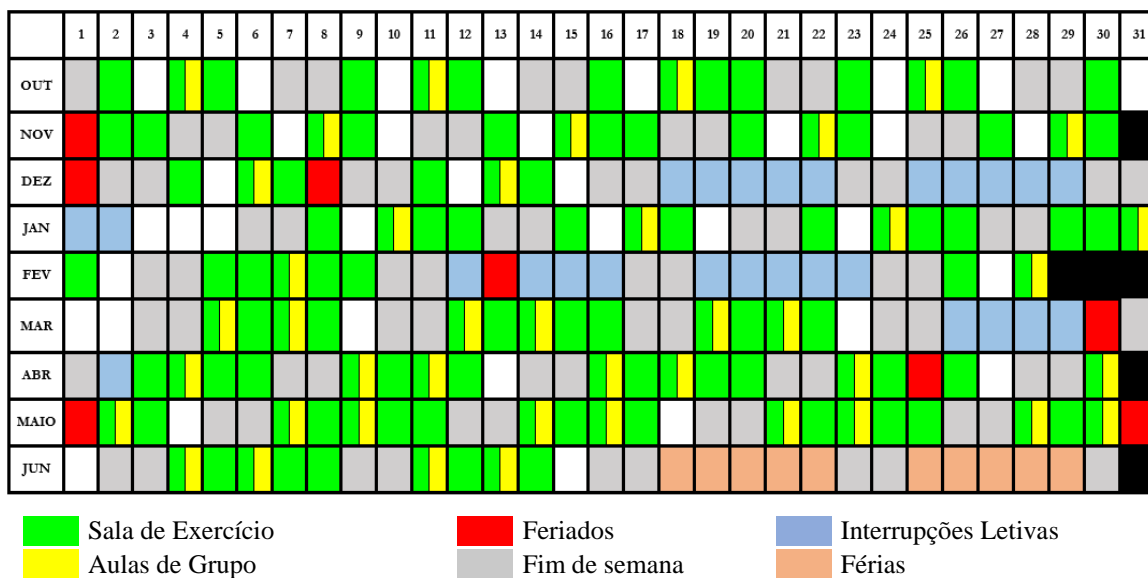 1 2 3 4 5 6 7 8 9 10 11 12 13 14 15 16 17 18 19 20 21 22 23 24 25 26 27 28 29 30 31
OUT
NOV
DEZ
JAN
FEV
MAR
ABR
MAIO
JUN
Sala de Exercício Feriados Interrupções Letivas
Aulas de Grupo Fim de semana Férias